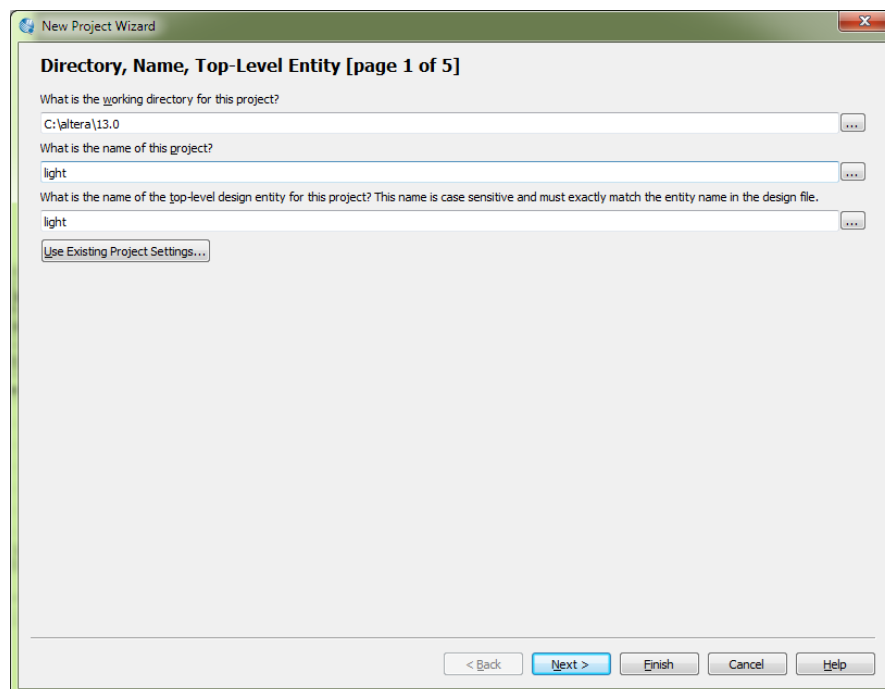 New Project Wizard
Directory, Name, Top-Level Entity [page 1 of 5]
What is the working directory for this project?
C:\altera\13.0
...
What is the name of this project?
light
...
What is the name of the top-level design entity for this project? This name is case sensitive and must exactly match the entity name in the design file.
light
...
Use Existing Project Settings...
< Back Next > Finish Cancel Help